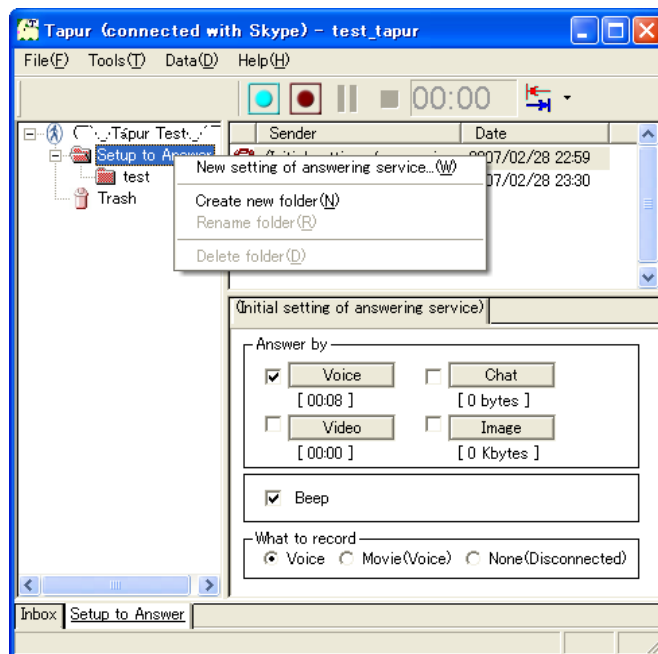 Tapur (connected with Skype) - test_tapur
File(F) Tools(T) Data(D) Help(H)
00:00
Tapur Test
Sender Date
Setup to Answer
2007/02/28 22:59
test
07/02/28 23:30
Trash
New setting of answering service...(W)
Create new folder(N)
Rename folder(R)
Delete folder(D)
(Initial setting of answering service)
Answer by
Voice Chat
[ 00:08 ] [ 0 bytes ]
Video Image
[ 00:00 ] [ 0 Kbytes ]
Beep
What to record
Voice Movie(Voice) None(Disconnected)
Inbox Setup to Answer